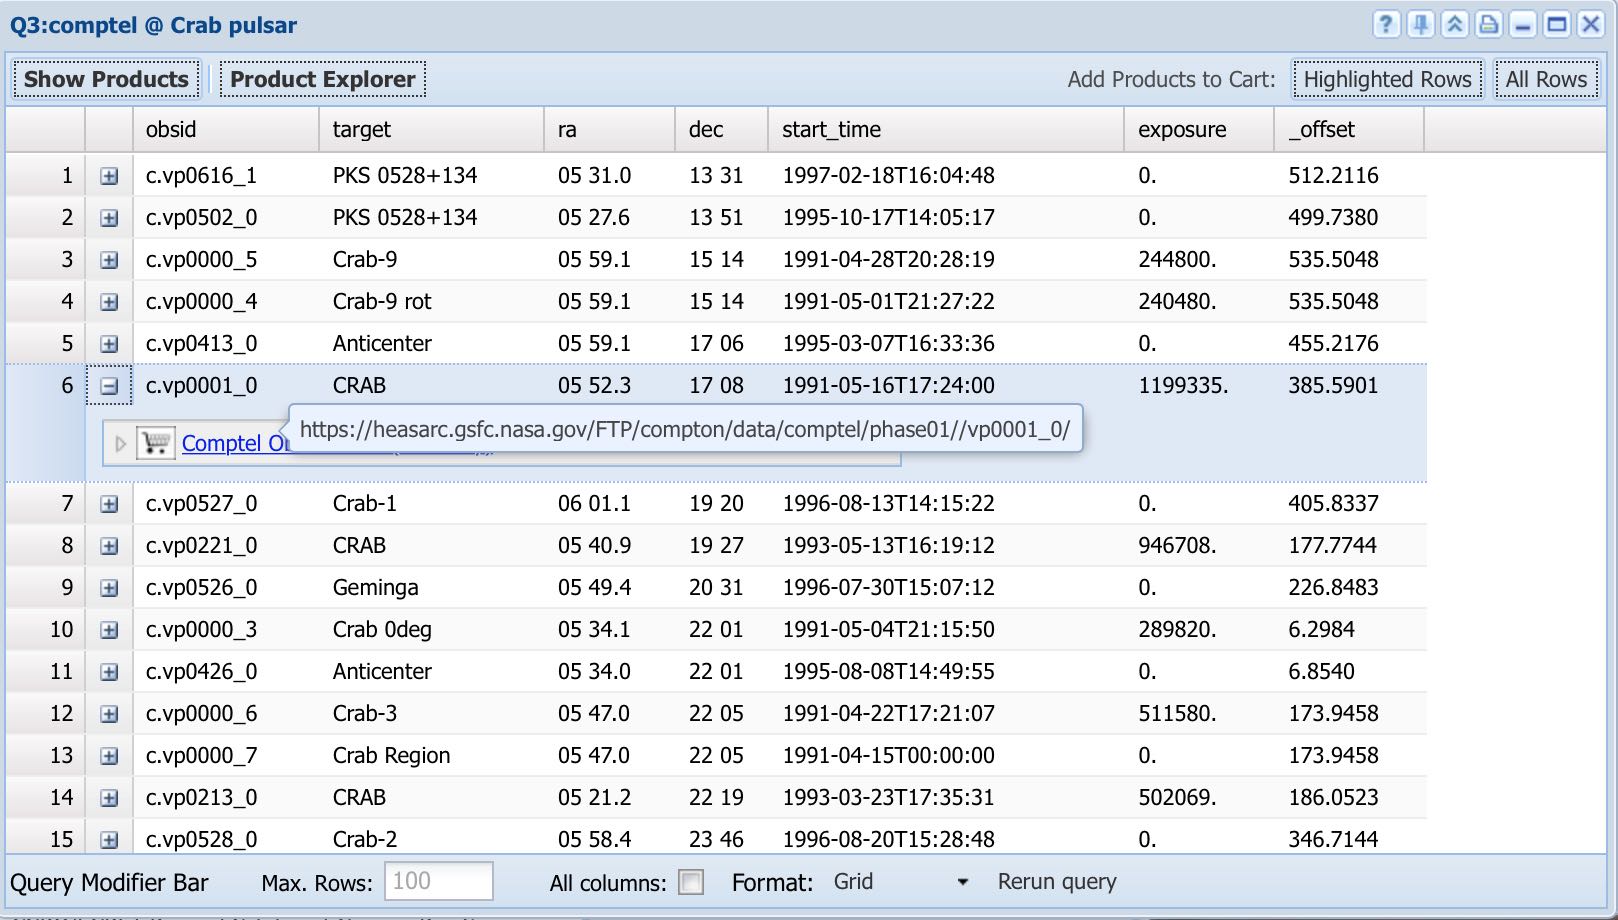 Q3:comptel @ Crab pulsar
Show Products Product Explorer Add Products to Cart: Highlighted Rows All Rows
obsid target ra dec start_time exposure _offset
1 c.vp0616_1 PKS 0528+134 05 31.0 13 31 1997-02-18T16:04:48 0. 512.2116
2 c.vp0502_0 PKS 0528+134 05 27.6 13 51 1995-10-17T14:05:17 0. 499.7380
3 c.vp0000_5 Crab-9 05 59.1 15 14 1991-04-28T20:28:19 244800. 535.5048
4 c.vp0000_4 Crab-9 rot 05 59.1 15 14 1991-05-01T21:27:22 240480. 535.5048
5 c.vp0413_0 Anticenter 05 59.1 17 06 1995-03-07T16:33:36 0. 455.2176
6 c.vp0001_0 CRAB 05 52.3 17 08 1991-05-16T17:24:00 1199335. 385.5901
https://heasarc.gsfc.nasa.gov/FTP/compton/data/comptel/phase01//vp0001_0/
Comptel
7 c.vp0527_0 Crab-1 06 01.1 19 20 1996-08-13T14:15:22 0. 405.8337
8 c.vp0221_0 CRAB 05 40.9 19 27 1993-05-13T16:19:12 946708. 177.7744
9 c.vp0526_0 Geminga 05 49.4 20 31 1996-07-30T15:07:12 0. 226.8483
10 c.vp0000_3 Crab 0deg 05 34.1 22 01 1991-05-04T21:15:50 289820. 6.2984
11 c.vp0426_0 Anticenter 05 34.0 22 01 1995-08-08T14:49:55 0. 6.8540
12 c.vp0000_6 Crab-3 05 47.0 22 05 1991-04-22T17:21:07 511580. 173.9458
13 c.vp0000_7 Crab Region 05 47.0 22 05 1991-04-15T00:00:00 0. 173.9458
14 c.vp0213_0 CRAB 05 21.2 22 19 1993-03-23T17:35:31 502069. 186.0523
15 c.vp0528_0 Crab-2 05 58.4 23 46 1996-08-20T15:28:48 0. 346.7144
Query Modifier Bar Max. Rows: 100 All columns: Format: Grid Rerun query